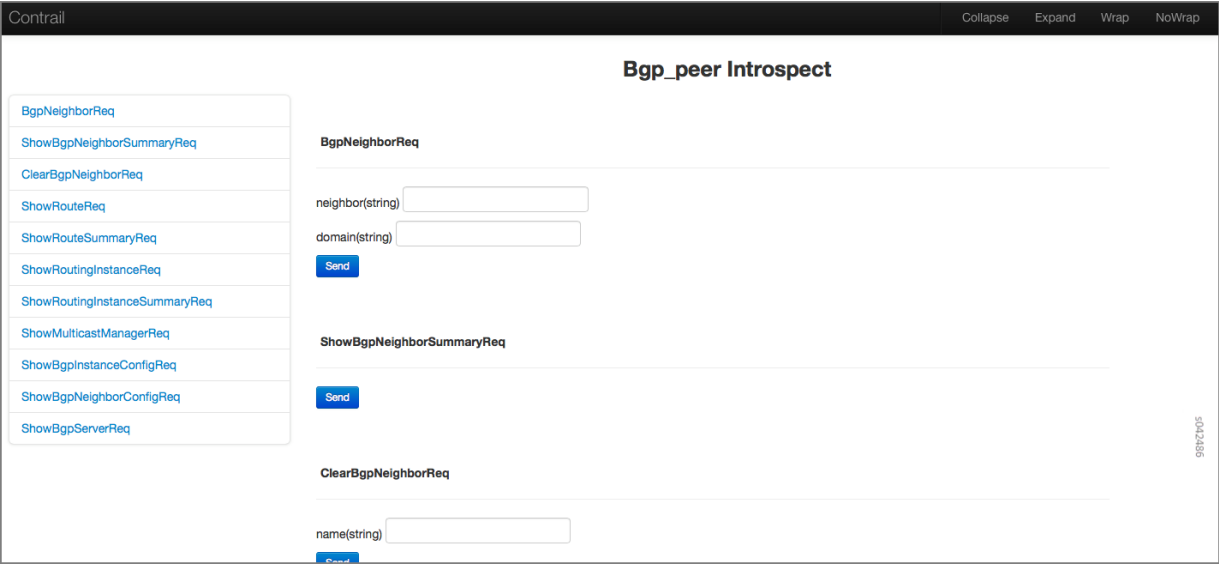 Contrail
Collapse Expand Wrap NoWrap
Bgp_peer Introspect
BgpNeighborReq
ShowBgpNeighborSummaryReq
ClearBgpNeighborReq
ShowRouteReq
ShowRouteSummaryReq
ShowRoutingInstanceReq
ShowRoutingInstanceSummaryReq
ShowMulticastManagerReq
ShowBgpInstanceConfigReq
ShowBgpNeighborConfigReq
ShowBgpServerReq
BgpNeighborReq
neighbor(string)
domain(string)
Send
ShowBgpNeighborSummaryReq
Send
ClearBgpNeighborReq
name(string)
Send
s042486